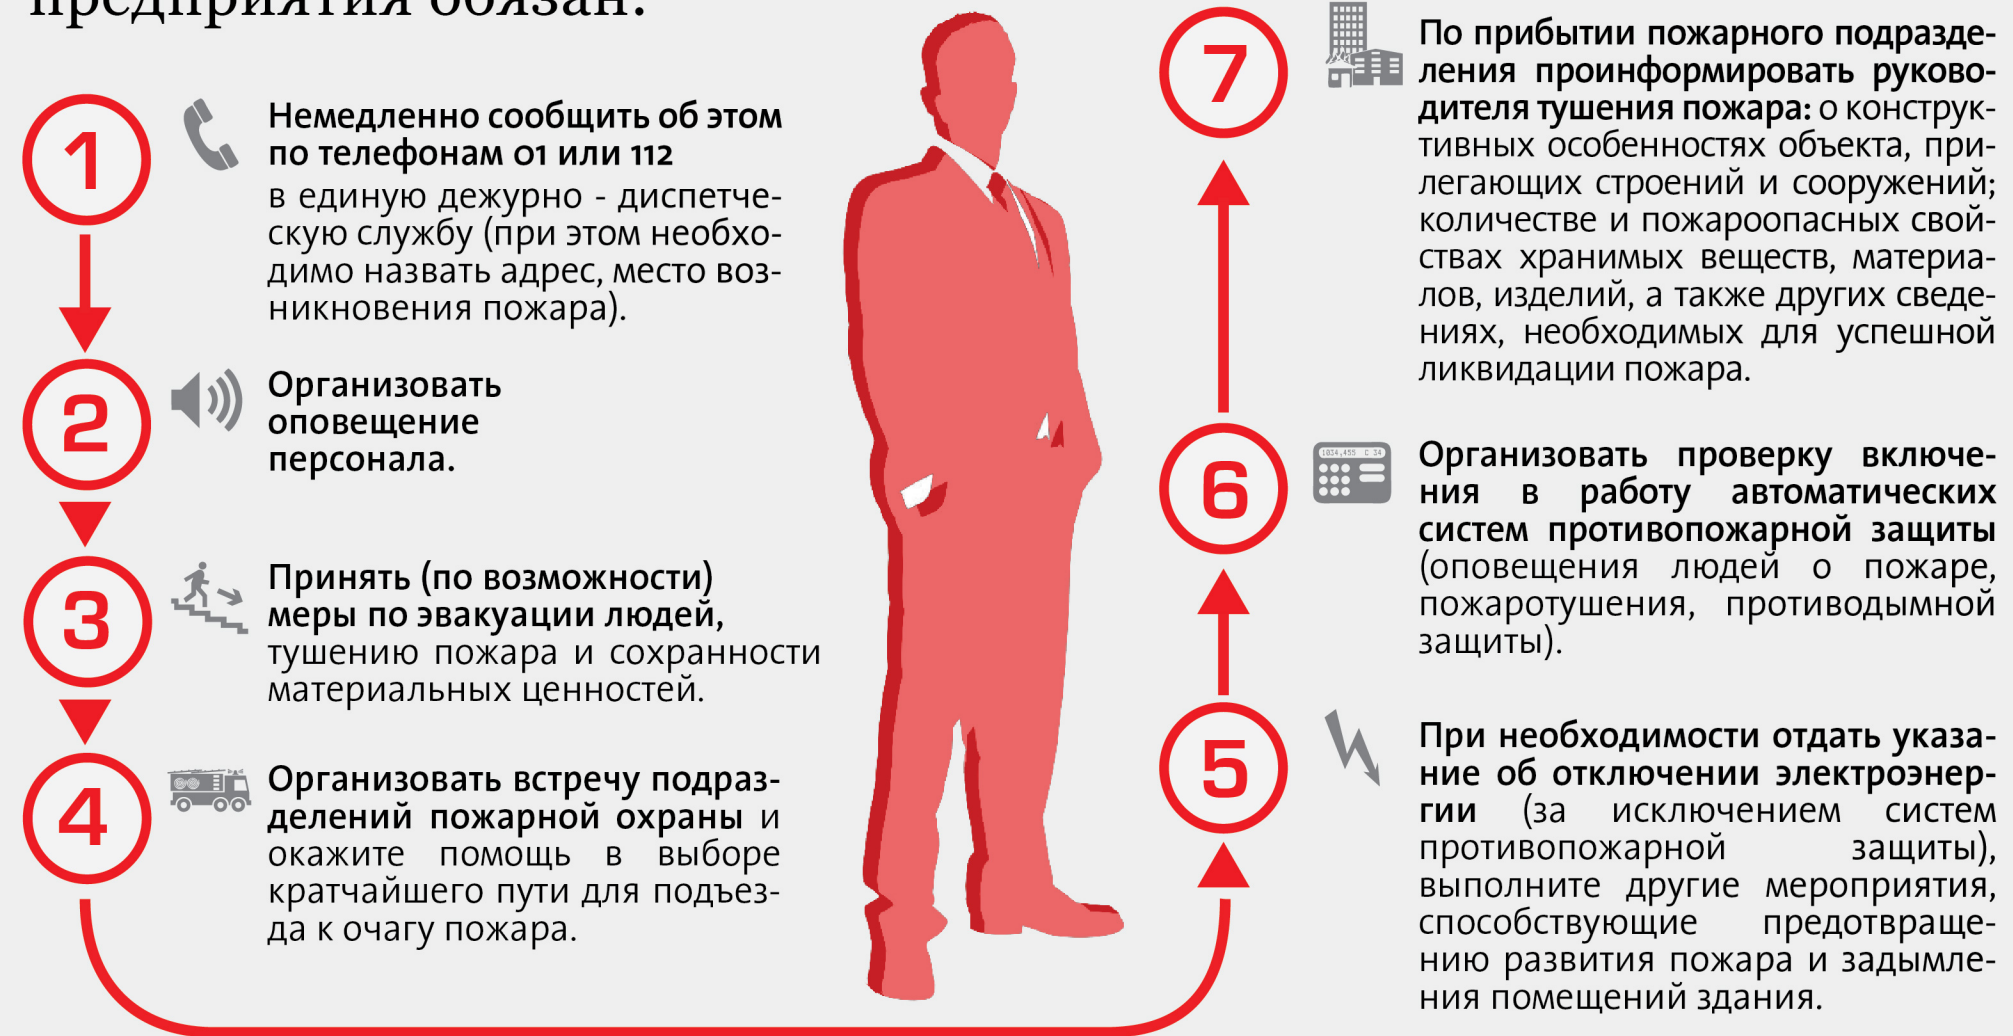 предприятия обязан:
1
Немедленно сообщить об этом
по телефонам 01 или 112
в единую дежурно - диспетче-
скую службу (при этом необхо-
димо назвать адрес, место воз-
никновения пожара).
2
Организовать
оповещение
персонала.
3
Принять (по возможности)
меры по эвакуации людей,
тушению пожара и сохранности
материальных ценностей.
4
Организовать встречу подраз-
делений пожарной охраны и
окажите помощь в выборе
кратчайшего пути для подъез-
да к очагу пожара.
5
При необходимости отдать указа-
ние об отключении электроэнер-
гии (за исключением систем
противопожарной защиты),
выполните другие мероприятия,
способствующие предотвраще-
нию развития пожара и задымле-
ния помещений здания.
6
1034,455 C 34
Организовать проверку включе-
ния в работу автоматических
систем противопожарной защиты
(оповещения людей о пожаре,
пожаротушения, противодымной
защиты).
7
По прибытии пожарного подразде-
ления проинформировать руково-
дителя тушения пожара: о конструк-
тивных особенностях объекта, при-
легающих строений и сооружений;
количестве и пожароопасных свой-
ствах хранимых веществ, материа-
лов, изделий, а также других сведе-
ниях, необходимых для успешной
ликвидации пожара.